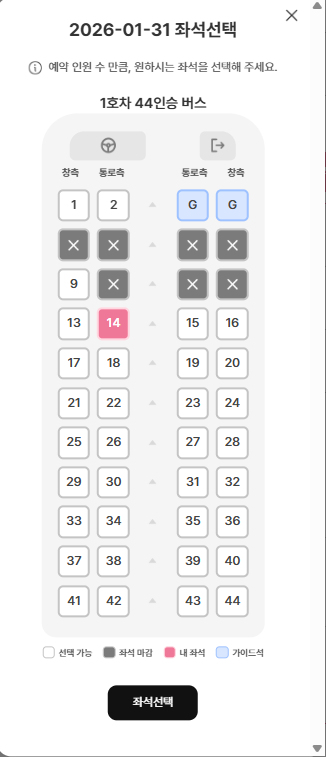 2026-01-31 좌석선택
예약 인원 수 만큼, 원하시는 좌석을 선택해 주세요.
1호차 44인승 버스
창측 통로측 통로측 창측
1 2 G G
9
13 14 15 16
17 18 19 20
21 22 23 24
25 26 27 28
29 30 31 32
33 34 35 36
37 38 39 40
41 42 43 44
선택 가능 좌석 마감 내 좌석 가이드석
좌석선택